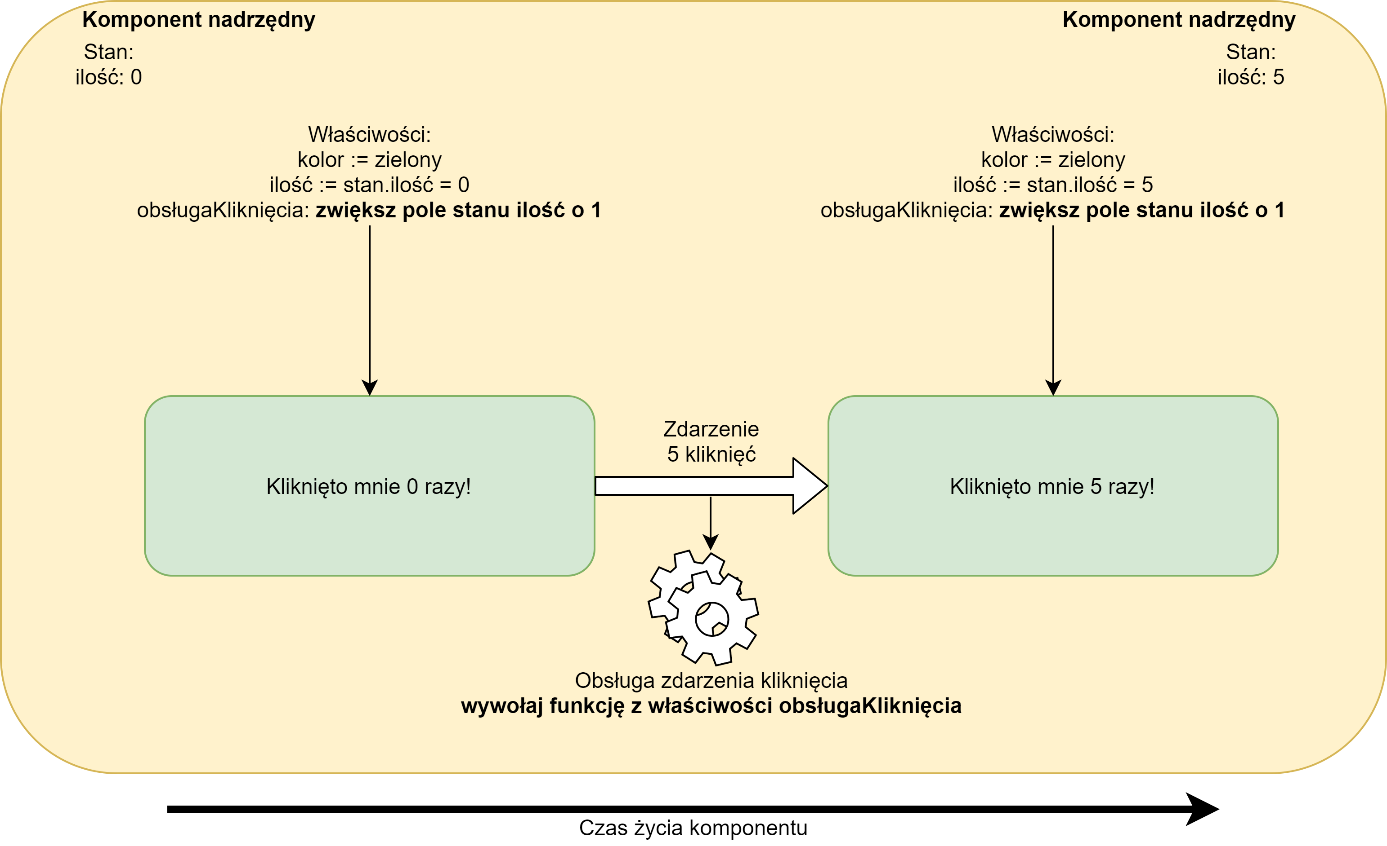 Komponent nadrzędny
Stan:
ilość: 0
Komponent nadrzędny
Stan:
ilość: 5
Właściwości:
kolor := zielony
ilość := stan.ilość = 0
obsługaKliknięcia: zwiększ pole stanu ilość o 1
Właściwości:
kolor := zielony
ilość := stan.ilość = 5
obsługaKliknięcia: zwiększ pole stanu ilość o 1
Kliknięto mnie 0 razy!
Zdarzenie
5 kliknięć
Kliknięto mnie 5 razy!
Obsługa zdarzenia kliknięcia
wywołaj funkcję z właściwości obsługaKliknięcia
Czas życia komponentu